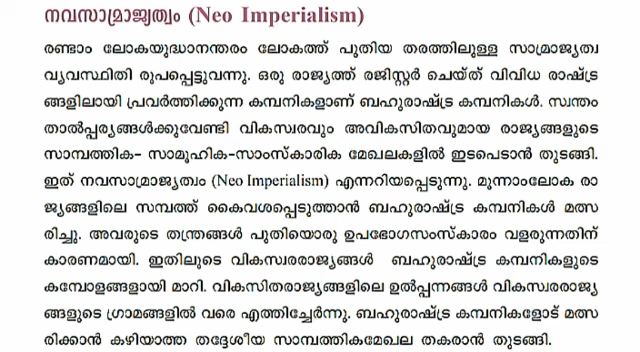 നവസാമ്രാജ്യത്വം (Neo Imperialism)
രണ്ടാം ലോകയുദ്ധാനന്തരം ലോകത്ത് പുതിയ തരത്തിലുള്ള സാമ്രാജ്യത്വ
വ്യവസ്ഥിതി രൂപപ്പെട്ടുവന്നു. ഒരു രാജ്യത്ത് രജിസ്റ്റർ ചെയ്ത് വിവിധ രാഷ്ട്ര
ങ്ങളിലായി പ്രവർത്തിക്കുന്ന കമ്പനികളാണ് ബഹുരാഷ്ട്ര കമ്പനികൾ. സ്വന്തം
താൽപ്പര്യങ്ങൾക്കുവേണ്ടി വികസ്വരവും അവികസിതവുമായ രാജ്യങ്ങളുടെ
സാമ്പത്തിക- സാമൂഹിക-സാംസ്കാരിക മേഖലകളിൽ ഇടപെടാൻ തുടങ്ങി.
ഇത് നവസാമ്രാജ്യത്വം (Neo Imperialism) എന്നറിയപ്പെടുന്നു. മൂന്നാംലോക രാ
ജ്യങ്ങളിലെ സമ്പത്ത് കൈവശപ്പെടുത്താൻ ബഹുരാഷ്ട്ര കമ്പനികൾ മത്സ
രിച്ചു. അവരുടെ തന്ത്രങ്ങൾ പുതിയൊരു ഉപഭോഗസംസ്കാരം വളരുന്നതിന്
കാരണമായി. ഇതിലൂടെ വികസ്വരരാജ്യങ്ങൾ ബഹുരാഷ്ട്ര കമ്പനികളുടെ
കമ്പോളങ്ങളായി മാറി. വികസിതരാജ്യങ്ങളിലെ ഉൽപ്പന്നങ്ങൾ വികസ്വരരാജ്യ
ങ്ങളുടെ ഗ്രാമങ്ങളിൽ വരെ എത്തിച്ചേർന്നു. ബഹുരാഷ്ട്ര കമ്പനികളോട് മത്സ
രിക്കാൻ കഴിയാത്ത തദ്ദേശീയ സാമ്പത്തികമേഖല തകരാൻ തുടങ്ങി.